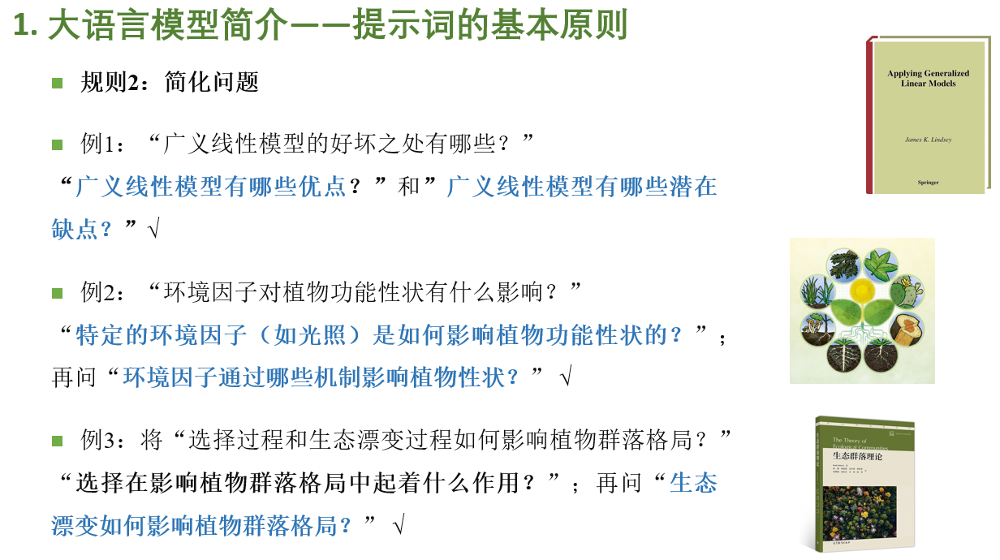 1. 大语言模型简介——提示词的基本原则
规则2：简化问题
例1：“广义线性模型的好坏之处有哪些？”
“广义线性模型有哪些优点？”和”广义线性模型有哪些潜在
缺点？”√
例2：“环境因子对植物功能性状有什么影响？”
“特定的环境因子（如光照）是如何影响植物功能性状的？”；
再问“环境因子通过哪些机制影响植物性状？” √
例3：将“选择过程和生态漂变过程如何影响植物群落格局？”
“选择在影响植物群落格局中起着什么作用？”；再问“生态
漂变如何影响植物群落格局？” √
Applying Generalized
Linear Models
James K. Lindsey
Springer
The Theory of
Ecological Communities
生态群落理论
生态群落理论